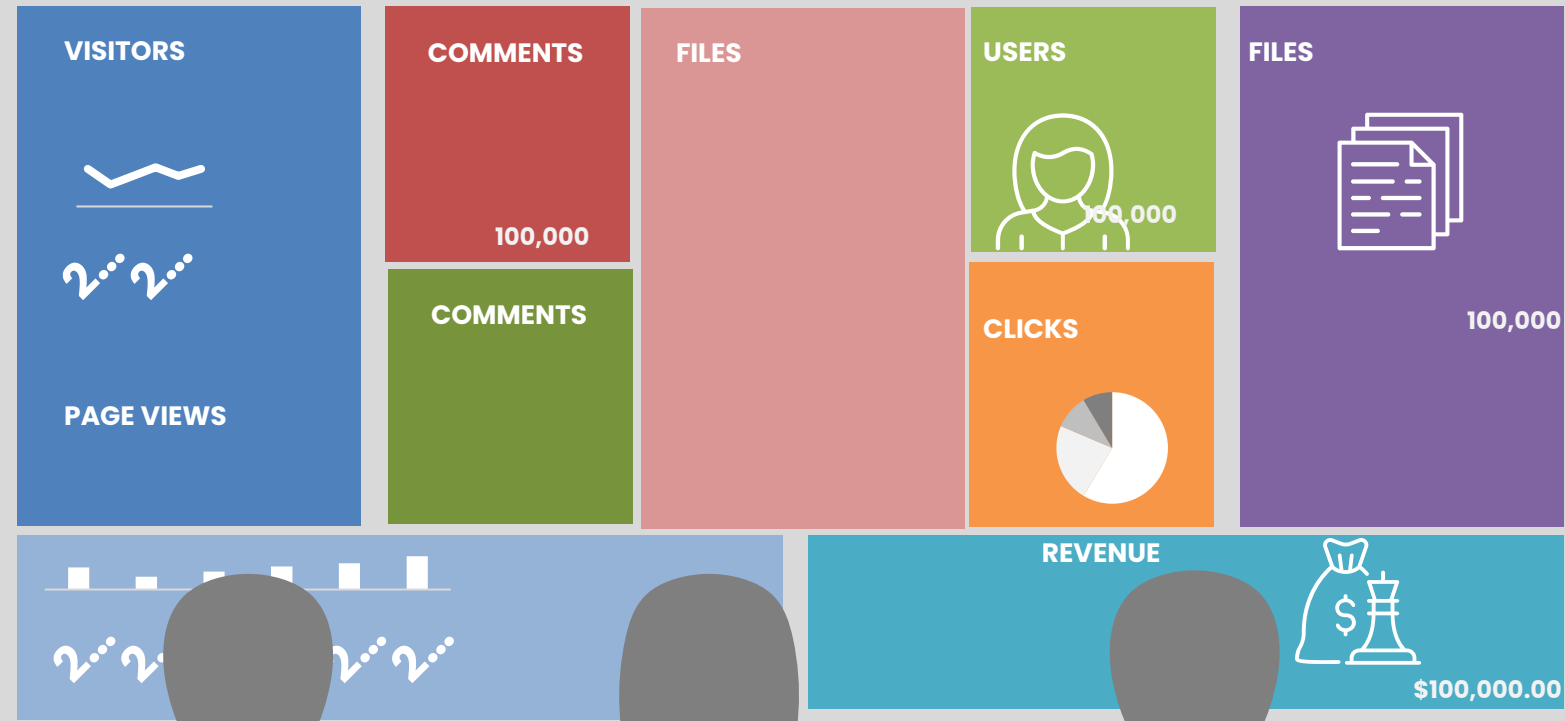 VISITORS
PAGE VIEWS
COMMENTS
100,000
COMMENTS
FILES
USERS
100,000
CLICKS
FILES
100,000
REVENUE
$
$100,000.00